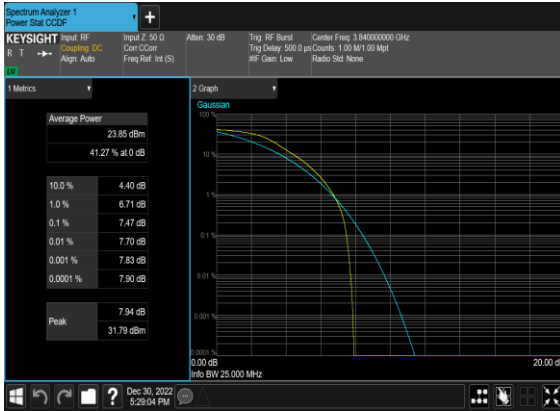 Spectrum Analyzer 1
Power Stat CCDF
KEYSIGHT
R T
Input: RF
Coupling: DC
Align: Auto
Input Z: 50 Ω
Corr CCorr
Freq Ref: Int (S)
Atten: 30 dB
Trig: RF Burst
Trig Delay: 500.0 µs
#IF Gain: Low
Center Freq: 3.840000000 GHz
Counts: 1.00 M/1.00 Mpt
Radio Std: None
1 Metrics
Average Power
23.85 dBm
41.27 % at 0 dB
10.0 % 4.40 dB
1.0 % 6.71 dB
0.1 % 7.47 dB
0.01 % 7.70 dB
0.001 % 7.83 dB
0.0001 % 7.90 dB
Peak
7.94 dB
31.79 dBm
2 Graph
Gaussian
100 %
10 %
1 %
0.1 %
0.01 %
0.001 %
0.0001 %
0.00 dB
20.00 d
Info BW 25.000 MHz
Dec 30, 2022
5:29:04 PM